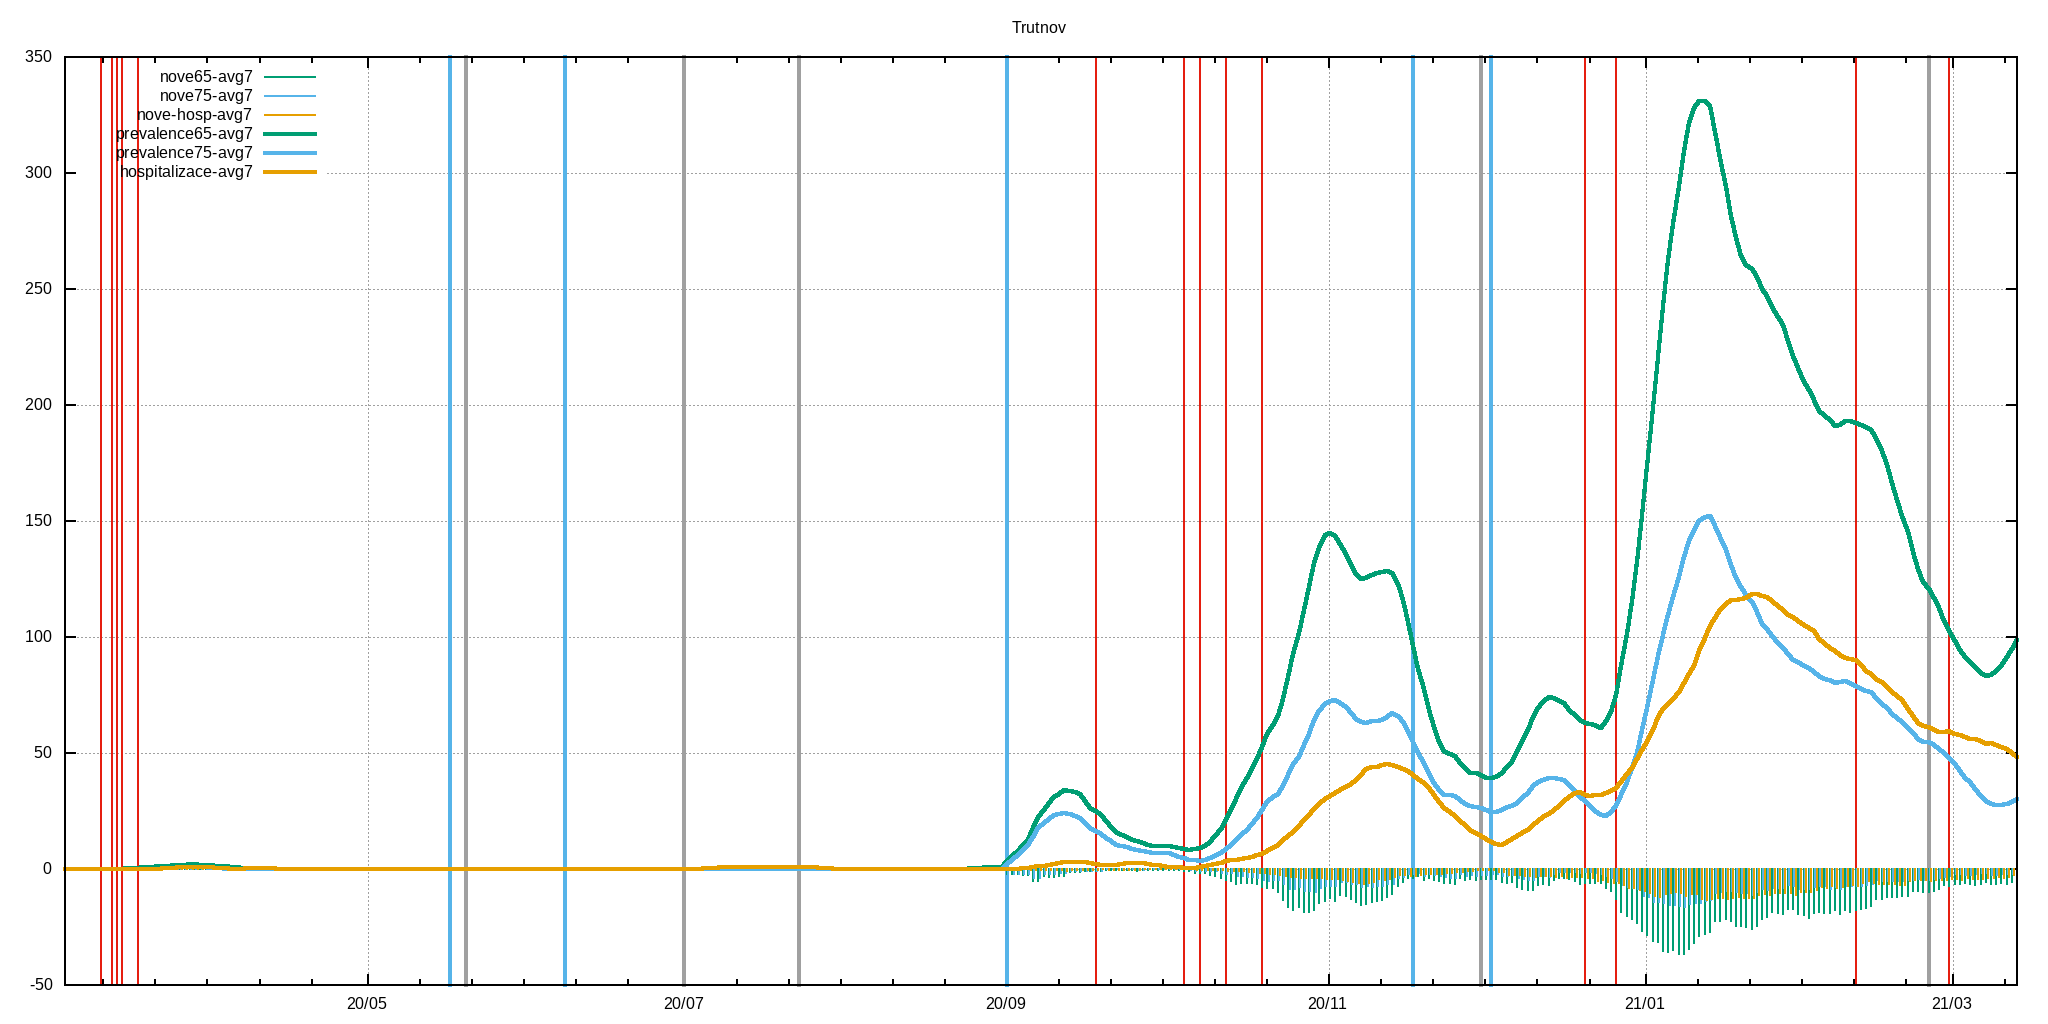 Trutnov
350
300
250
200
150
100
50
0
-50
nove65-avg7
nove75-avg7
nove-hosp-avg7
prevalence65-avg7
prevalence75-avg7
hospitalizace-avg7
20/05 20/07 20/09 20/11 21/01 21/03